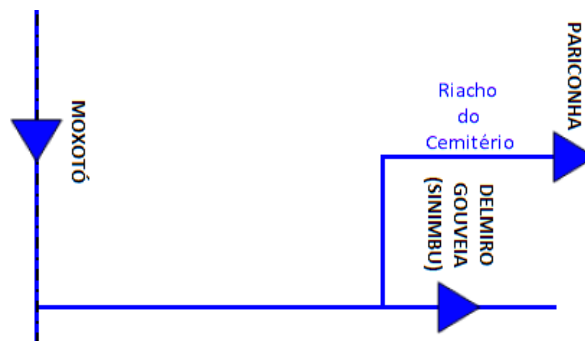 PARICONHA
MOXOTÓ
Riacho
do
Cemitério
DELMIRO
GOUVEIA
(SINIMBU)